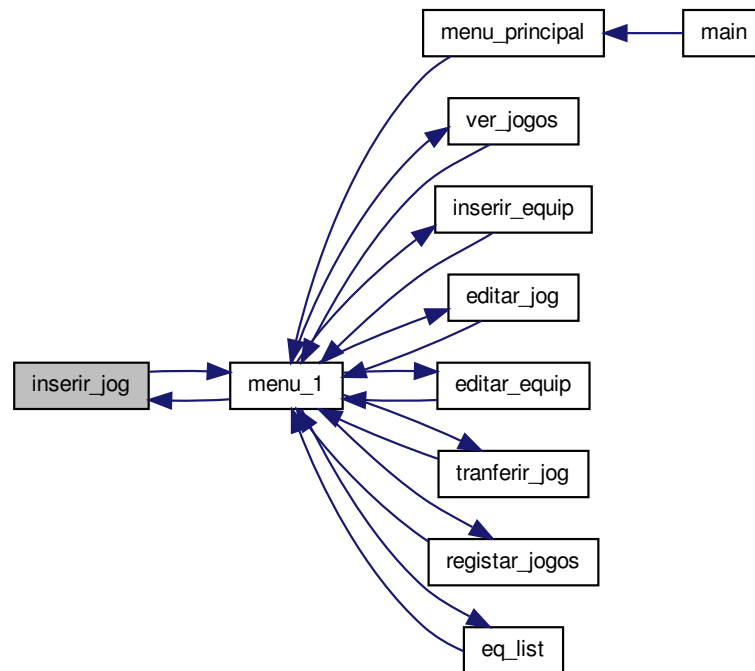 menu_principal
main
ver_jogos
inserir_equip
editar_jog
inserir_jog
menu_1
editar_equip
tranferir_jog
registar_jogos
eq_list